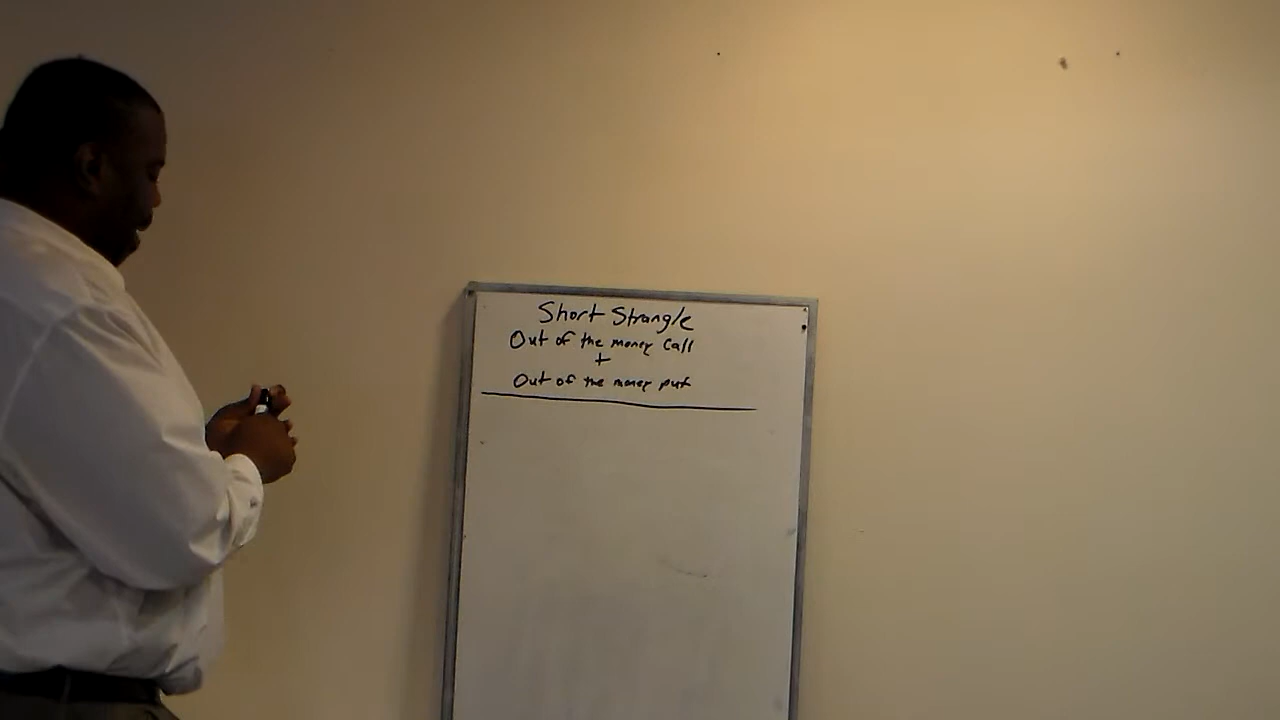 Short Strangle
Out of the money Call
+
Out of the money put